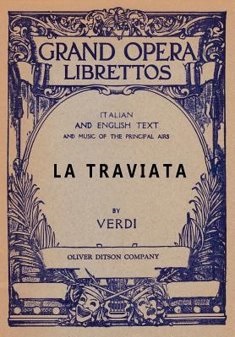 GRAND OPERA
LIBRETTOS
ITALIAN
AND ENGLISH TEXT
AND MUSIC OF THE PRINCIPAL AIRS
LA TRAVIATA
BY
VERDI
OLIVER DITSON COMPANY